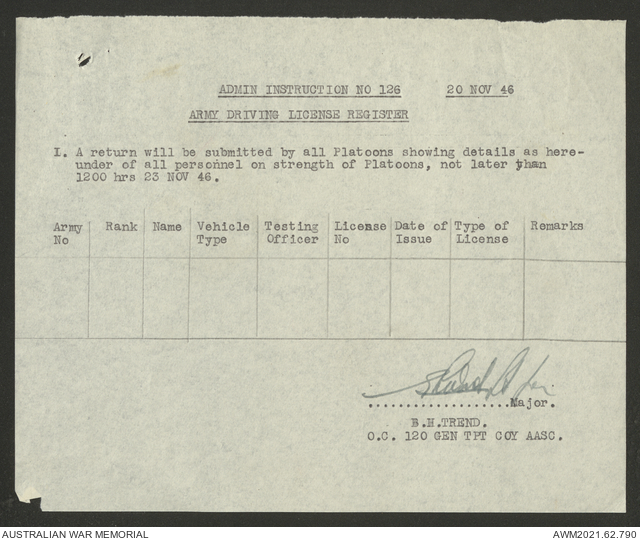 ADMIN INSTRUCTION NO 126 20 NOV 46
ARMY DRIVING LICENSE REGISTER
I. A return will be submitted by all Platoons showing details as here-
under of all personnel on strength of Platoons, not later than
1200 hrs 23 NOV 46.
Army No Rank Name Vehicle Type Testing Officer License No Date of Issue Type of License Remarks
....................Major.
B.H.TREND.
O.C. 120 GEN TPT COY AASC.
AUSTRALIAN WAR MEMORIAL AWM2021.62.790